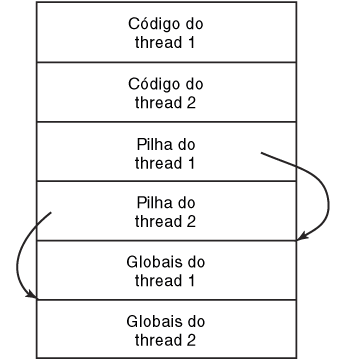 Código do
thread 1
Código do
thread 2
Pilha do
thread 1
Pilha do
thread 2
Globais do
thread 1
Globais do
thread 2